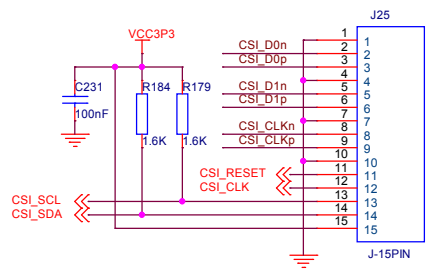 J25
VCC3P3
1 1
CSI_D0n 2 2
CSI_D0p 3 3
4 4
C231 R184 R179 CSI_D1n 5 5
CSI_D1p 6 6
7 7
100nF CSI_CLKn 8 8
1.6K 1.6K CSI_CLKp 9 9
10 10
CSI_RESET 11 11
CSI_CLK 12 12
CSI_SCL 13 13
CSI_SDA 14 14
15 15
J-15PIN